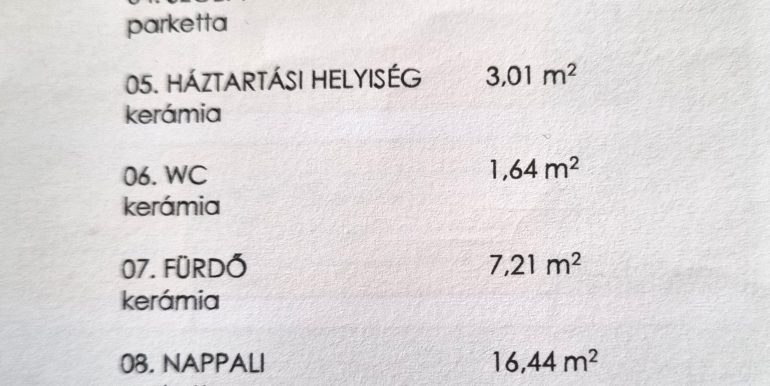 parketta
05. HÁZTARTÁSI HELYISÉG 3,01 m²
kerámia
06. WC 1,64 m²
kerámia
07. FÜRDŐ 7,21 m²
kerámia
08. NAPPALI 16,44 m²